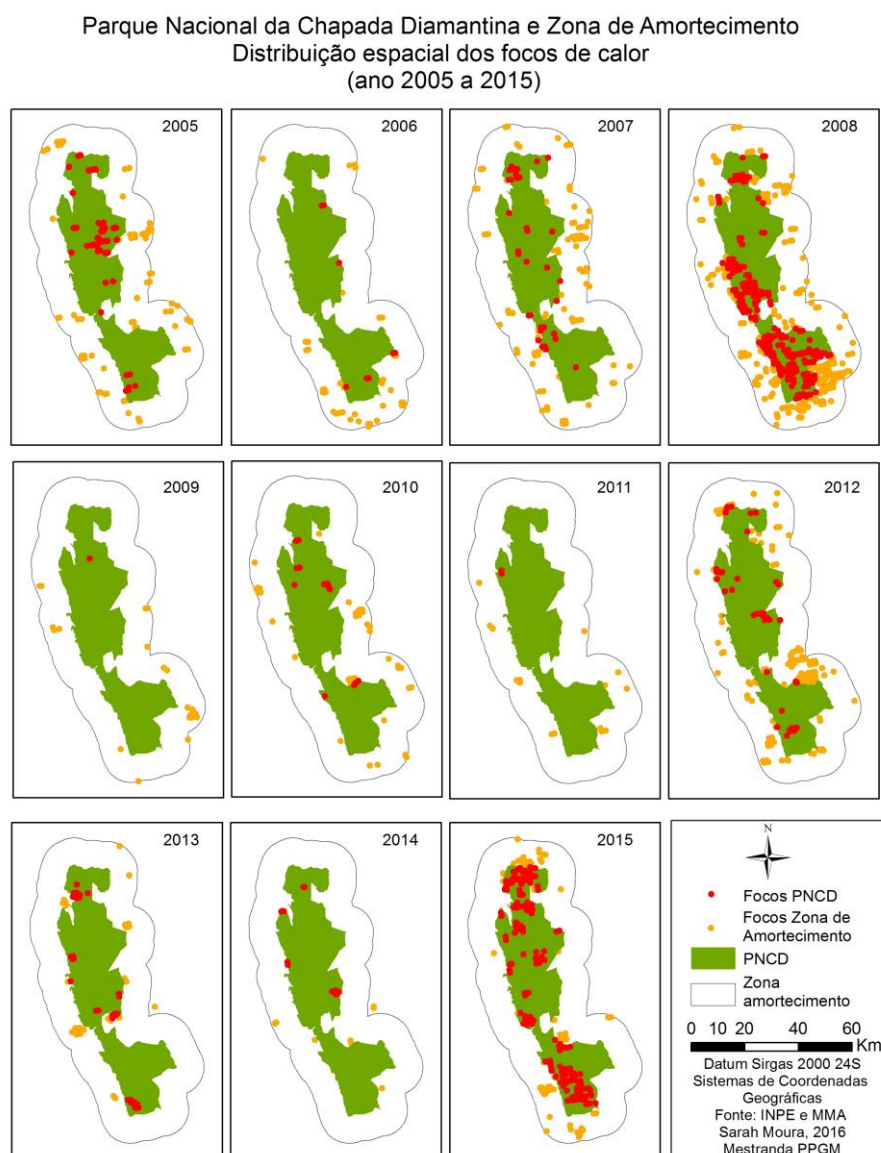 Parque Nacional da Chapada Diamantina e Zona de Amortecimento
Distribuição espacial dos focos de calor
(ano 2005 a 2015)
2005
2006
2007
2008
2009
2010
2011
2012
2013
2014
2015
N
Focos PNCD
Focos Zona de
Amortecimento
PNCD
Zona
amortecimento
0 10 20 40 60
Km
Datum Sirgas 2000 24S
Sistemas de Coordenadas
Geográficas
Fonte: INPE e MMA
Sarah Moura, 2016
Mestranda PPGM